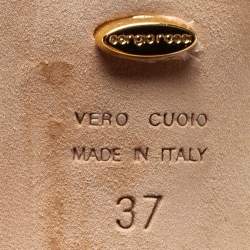 sergio rossi
VERO CUOIO
MADE IN ITALY
37